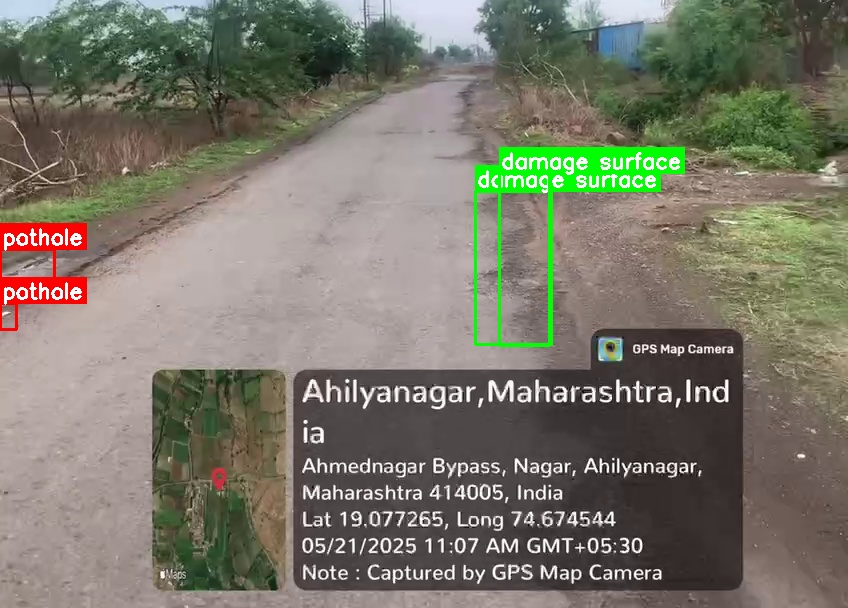 damage surface
damage surface
pothole
pothole
GPS Map Camera
Ahilyanagar,Maharashtra,Ind
ia
Ahmednagar Bypass, Nagar, Ahilyanagar,
Maharashtra 414005, India
Lat 19.077265, Long 74.674544
05/21/2025 11:07 AM GMT+05:30
Note : Captured by GPS Map Camera
Maps